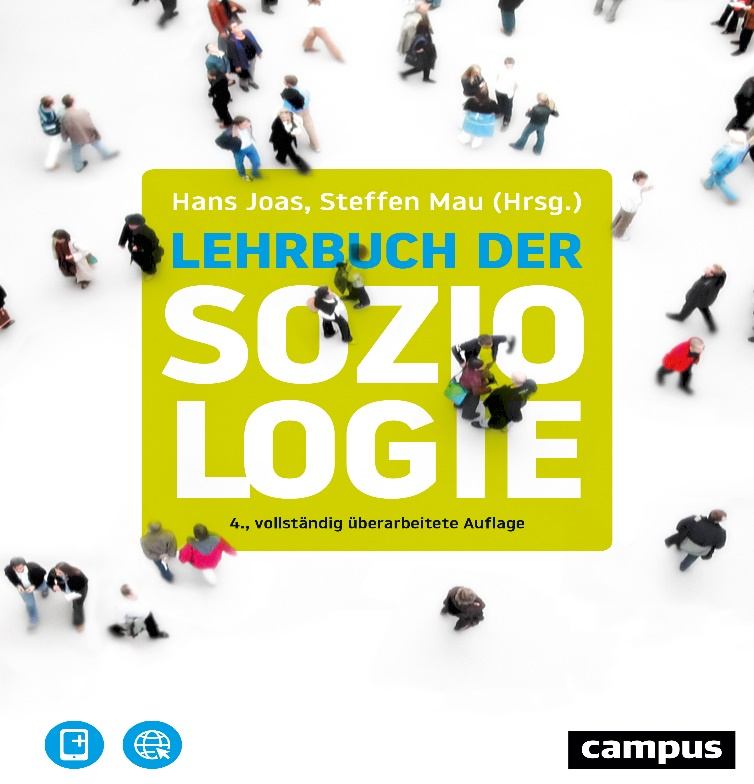 Hans Joas, Steffen Mau (Hrsg.)
LEHRBUCH DER
SOZIO
LOGIE
4., vollständig überarbeitete Auflage
campus